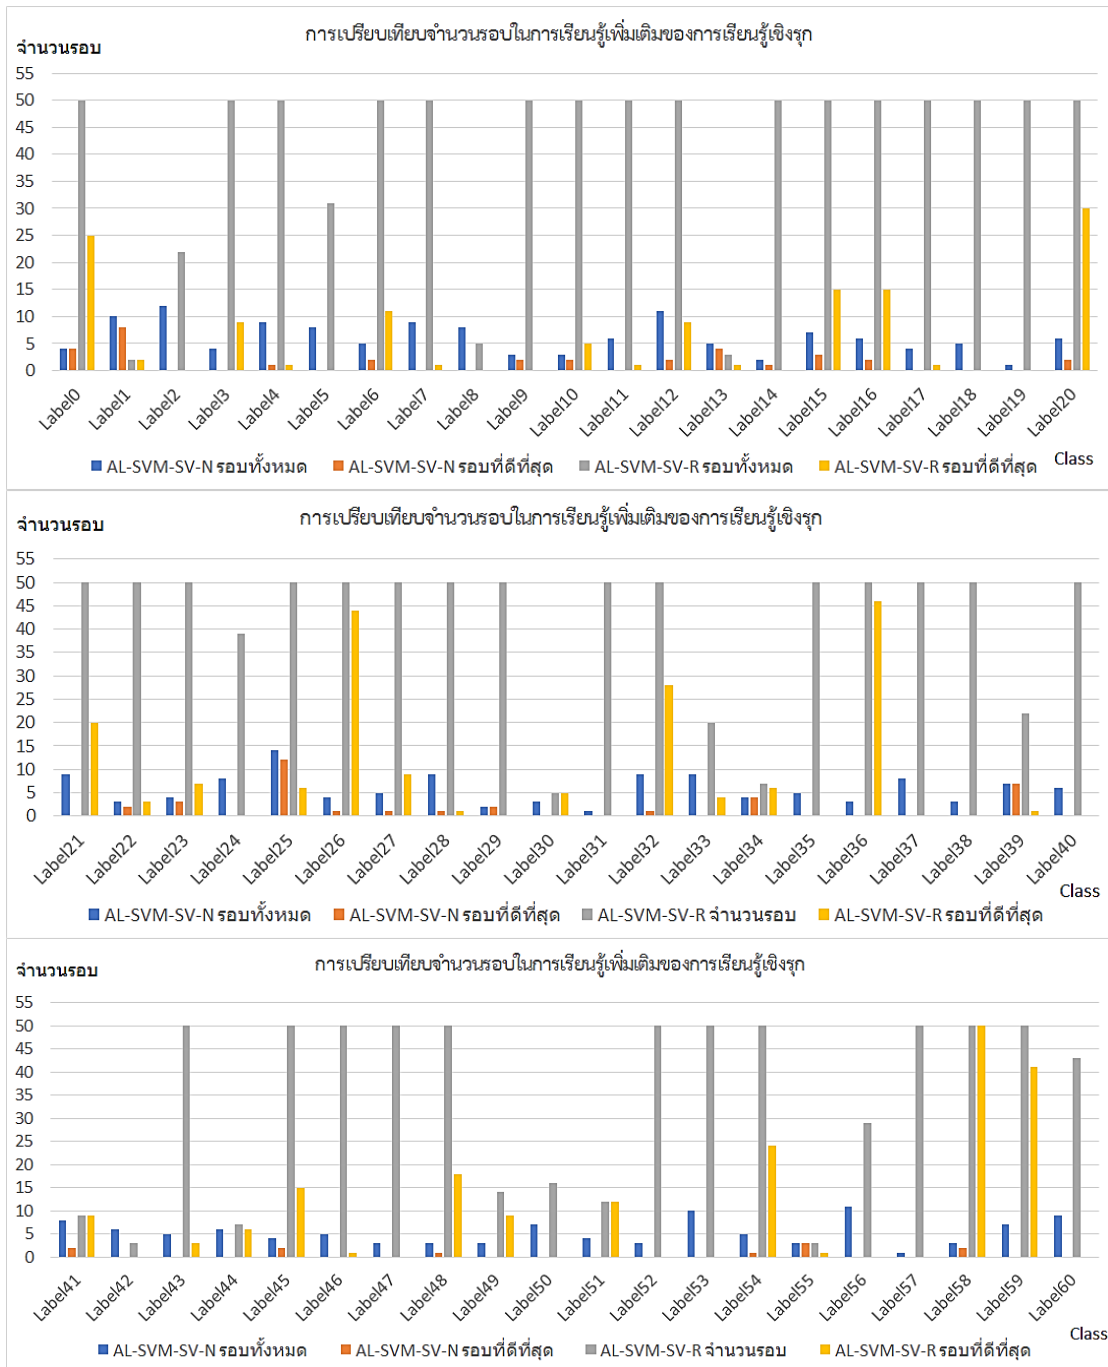 การเปรียบเทียบจำนวนรอบในการเรียนรู้เพิ่มเติมของการเรียนรู้เชิงรุก
จำนวนรอบ
55
50
45
40
35
30
25
20
15
10
5
0
Label0 Label1 Label2 Label3 Label4 Label5 Label6 Label7 Label8 Label9 Label10 Label11 Label12 Label13 Label14 Label15 Label16 Label17 Label18 Label19 Label20
Class
AL-SVM-SV-N รอบทั้งหมด AL-SVM-SV-N รอบที่ดีที่สุด AL-SVM-SV-R รอบทั้งหมด AL-SVM-SV-R รอบที่ดีที่สุด
การเปรียบเทียบจำนวนรอบในการเรียนรู้เพิ่มเติมของการเรียนรู้เชิงรุก
จำนวนรอบ
55
50
45
40
35
30
25
20
15
10
5
0
Label21 Label22 Label23 Label24 Label25 Label26 Label27 Label28 Label29 Label30 Label31 Label32 Label33 Label34 Label35 Label36 Label37 Label38 Label39 Label40
Class
AL-SVM-SV-N รอบทั้งหมด AL-SVM-SV-N รอบที่ดีที่สุด AL-SVM-SV-R จำนวนรอบ AL-SVM-SV-R รอบที่ดีที่สุด
การเปรียบเทียบจำนวนรอบในการเรียนรู้เพิ่มเติมของการเรียนรู้เชิงรุก
จำนวนรอบ
55
50
45
40
35
30
25
20
15
10
5
0
Label41 Label42 Label43 Label44 Label45 Label46 Label47 Label48 Label49 Label50 Label51 Label52 Label53 Label54 Label55 Label56 Label57 Label58 Label59 Label60
Class
AL-SVM-SV-N รอบทั้งหมด AL-SVM-SV-N รอบที่ดีที่สุด AL-SVM-SV-R จำนวนรอบ AL-SVM-SV-R รอบที่ดีที่สุด